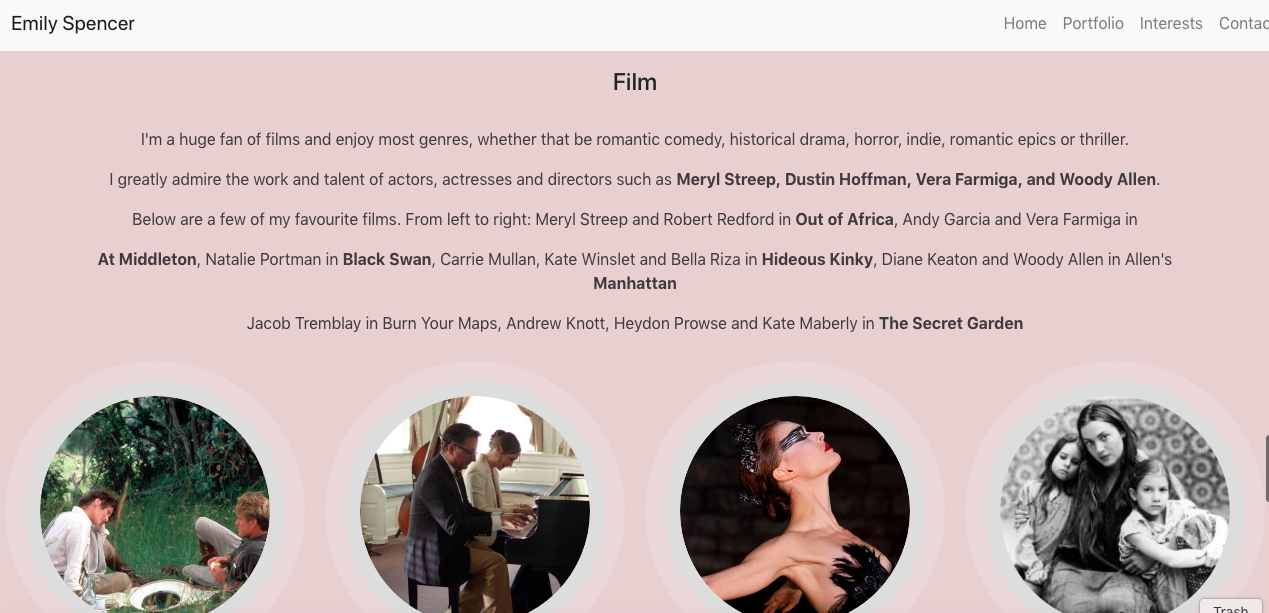 Emily Spencer
Home Portfolio Interests Contac
Film
I'm a huge fan of films and enjoy most genres, whether that be romantic comedy, historical drama, horror, indie, romantic epics or thriller.
I greatly admire the work and talent of actors, actresses and directors such as Meryl Streep, Dustin Hoffman, Vera Farmiga, and Woody Allen.
Below are a few of my favourite films. From left to right: Meryl Streep and Robert Redford in Out of Africa, Andy Garcia and Vera Farmiga in
At Middleton, Natalie Portman in Black Swan, Carrie Mullan, Kate Winslet and Bella Riza in Hideous Kinky, Diane Keaton and Woody Allen in Allen's
Manhattan
Jacob Tremblay in Burn Your Maps, Andrew Knott, Heydon Prowse and Kate Maberly in The Secret Garden
Trash